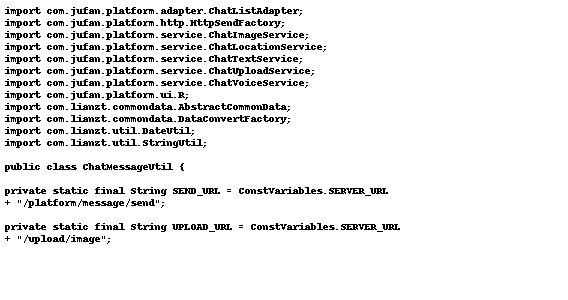 import com.jufan.platform.adapter.ChatListAdapter;
import com.jufan.platform.http.HttpSendFactory;
import com.jufan.platform.service.ChatImageService;
import com.jufan.platform.service.ChatLocationService;
import com.jufan.platform.service.ChatTextService;
import com.jufan.platform.service.ChatUploadService;
import com.jufan.platform.service.ChatVoiceService;
import com.jufan.platform.ui.R;
import com.lianzt.commondata.AbstractCommonData;
import com.lianzt.commondata.DataConvertFactory;
import com.lianzt.util.DateUtil;
import com.lianzt.util.StringUtil;
public class ChatMessageUtil {
private static final String SEND_URL = ConstVariables.SERVER_URL
+ "/platform/message/send";
private static final String UPLOAD_URL = ConstVariables.SERVER_URL
+ "/upload/image";